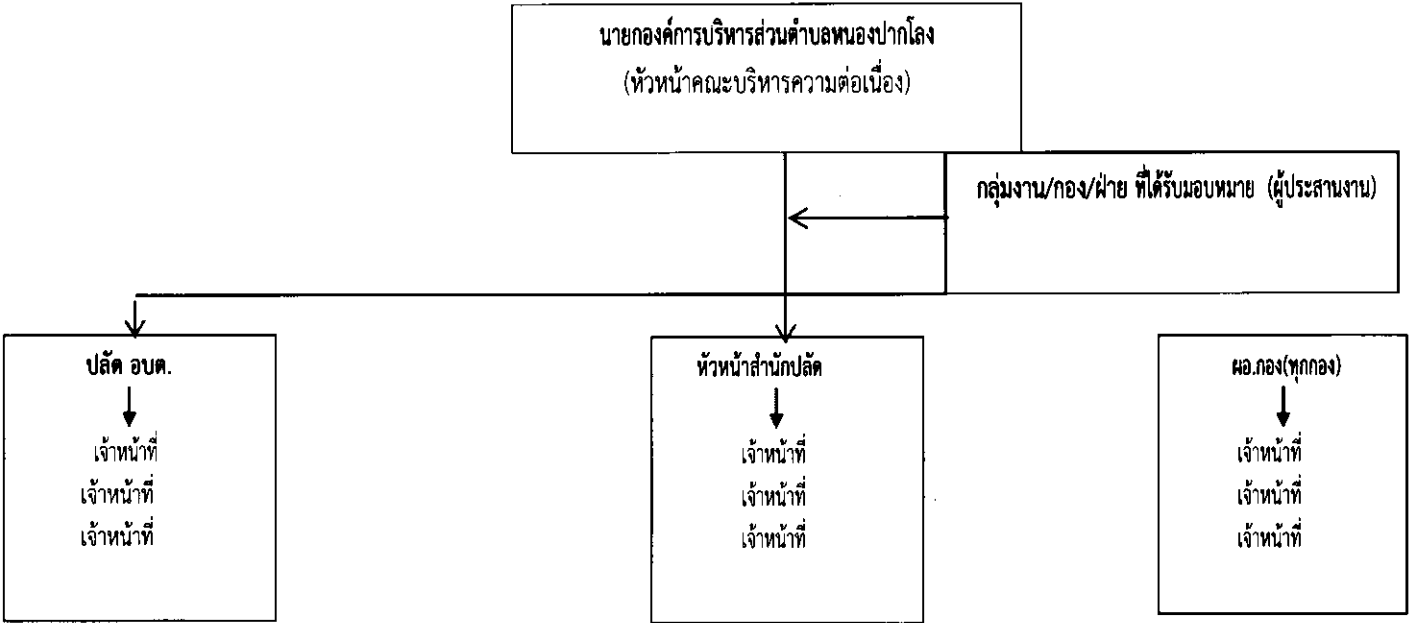 นายกองค์การบริหารส่วนตำบลหนองปากโลง
(หัวหน้าคณะบริหารความต่อเนื่อง)
กลุ่มงาน/กอง/ฝ่าย ที่ได้รับมอบหมาย (ผู้ประสานงาน)
ปลัด อบต.
เจ้าหน้าที่
เจ้าหน้าที่
เจ้าหน้าที่
หัวหน้าสำนักปลัด
เจ้าหน้าที่
เจ้าหน้าที่
เจ้าหน้าที่
ผอ.กอง(ทุกกอง)
เจ้าหน้าที่
เจ้าหน้าที่
เจ้าหน้าที่